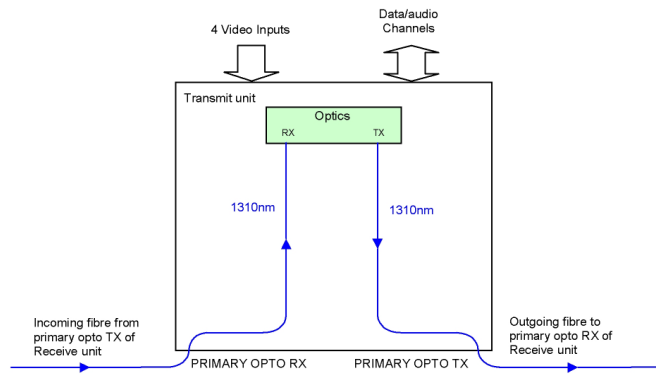 Data/audio
Channels
4 Video Inputs
Transmit unit
Optics
RX
TX
1310nm
1310nm
Incoming fibre from
primary opto TX of
Receive unit
Outgoing fibre to
primary opto RX of
Receive unit
PRIMARY OPTO RX
PRIMARY OPTO TX